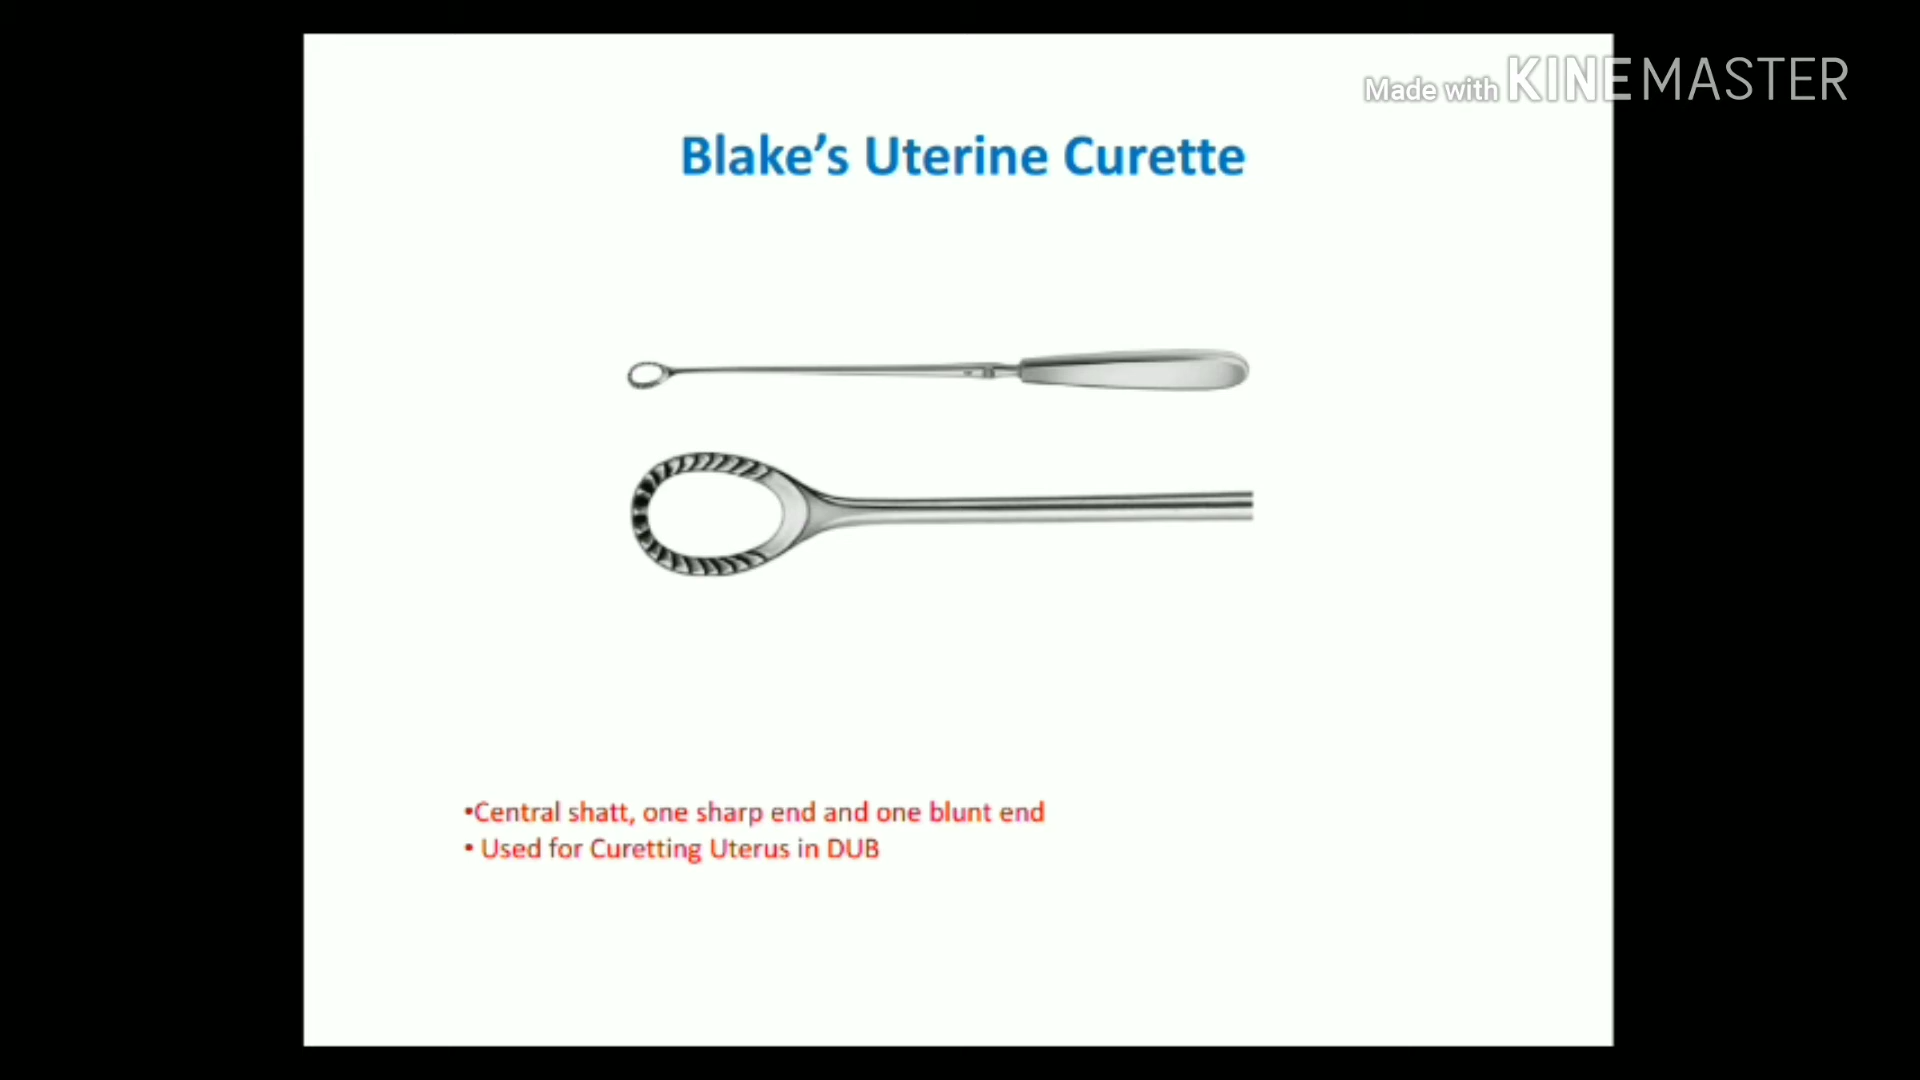 Made with KINEMASTER
Blake’s Uterine Curette
•Central shatt, one sharp end and one blunt end
• Used for Curetting Uterus in DUB